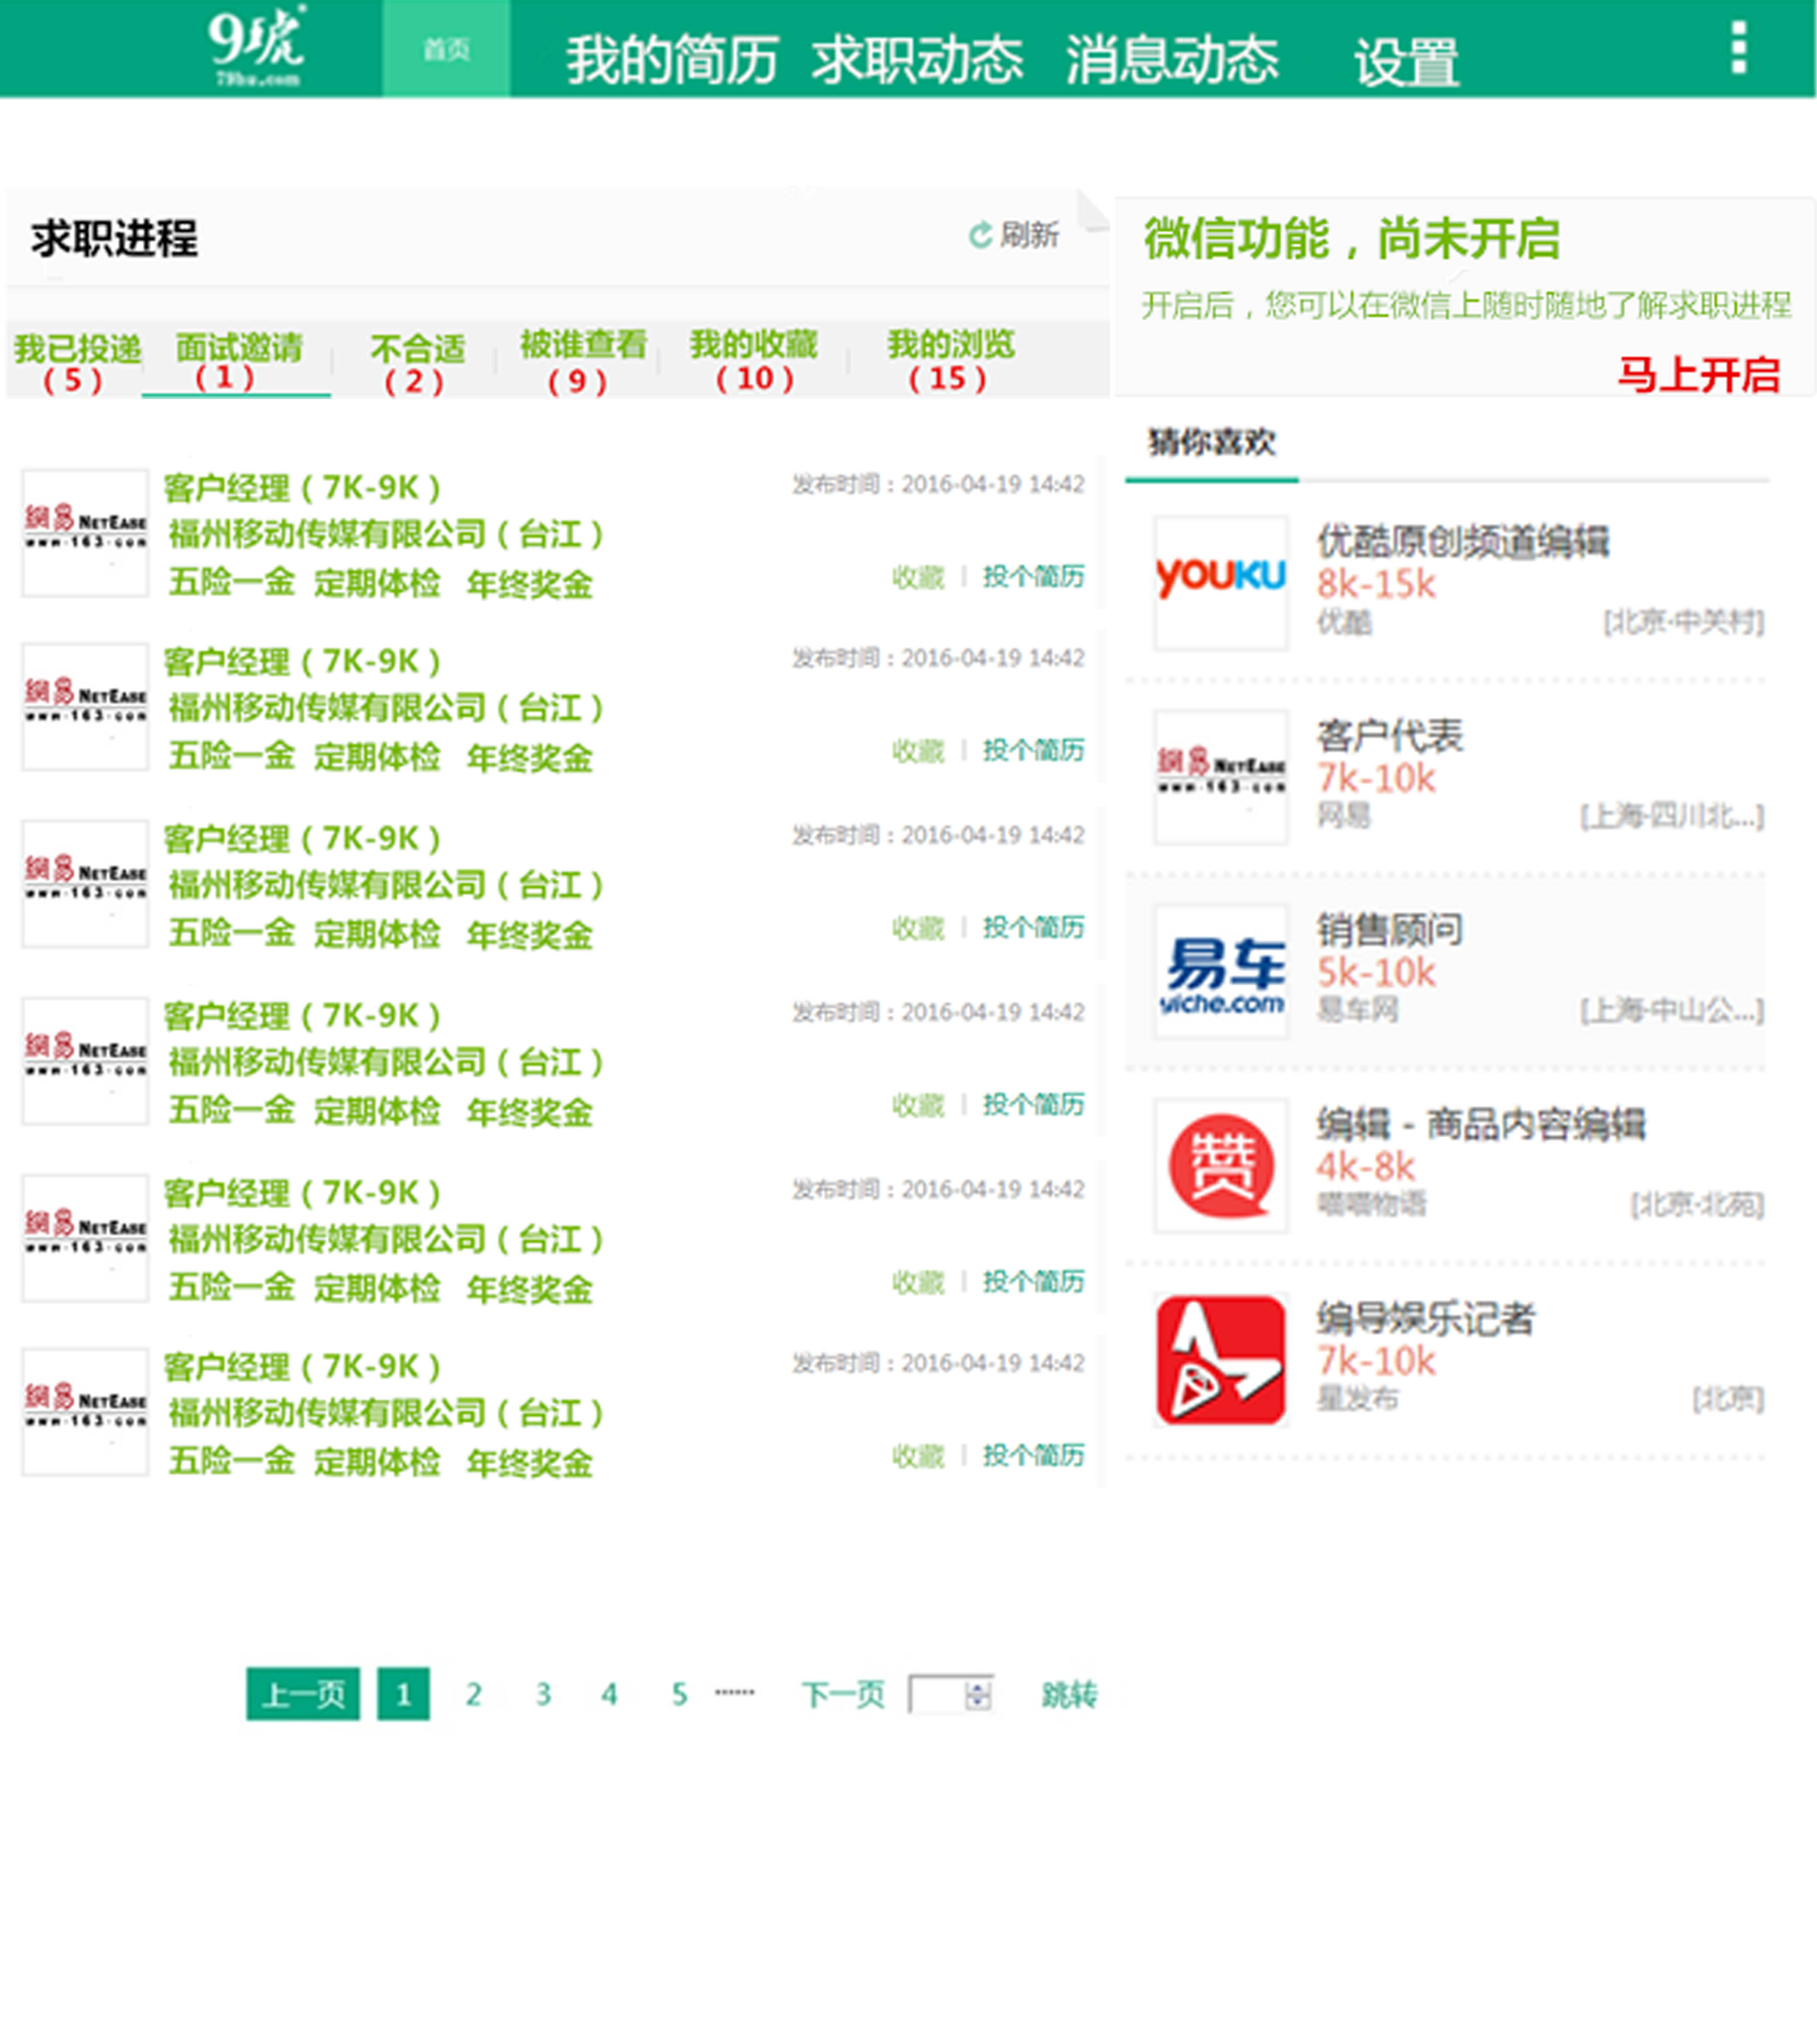 9琥
79hu.com
首页
我的简历 求职动态 消息动态 设置
求职进程
刷新
我已投递 面试邀请 不合适 被谁查看 我的收藏 我的浏览
（5） （1） （2） （9） （10） （15）
網易 NETEASE
www.163.com
客户经理（7K-9K）
发布时间：2016-04-19 14:42
福州移动传媒有限公司（台江）
五险一金 定期体检 年终奖金
收藏 | 投个简历
網易 NETEASE
www.163.com
客户经理（7K-9K）
发布时间：2016-04-19 14:42
福州移动传媒有限公司（台江）
五险一金 定期体检 年终奖金
收藏 | 投个简历
網易 NETEASE
www.163.com
客户经理（7K-9K）
发布时间：2016-04-19 14:42
福州移动传媒有限公司（台江）
五险一金 定期体检 年终奖金
收藏 | 投个简历
網易 NETEASE
www.163.com
客户经理（7K-9K）
发布时间：2016-04-19 14:42
福州移动传媒有限公司（台江）
五险一金 定期体检 年终奖金
收藏 | 投个简历
網易 NETEASE
www.163.com
客户经理（7K-9K）
发布时间：2016-04-19 14:42
福州移动传媒有限公司（台江）
五险一金 定期体检 年终奖金
收藏 | 投个简历
網易 NETEASE
www.163.com
客户经理（7K-9K）
发布时间：2016-04-19 14:42
福州移动传媒有限公司（台江）
五险一金 定期体检 年终奖金
收藏 | 投个简历
上一页 1 2 3 4 5 ······ 下一页 跳转
微信功能，尚未开启
开启后，您可以在微信上随时随地了解求职进程
马上开启
猜你喜欢
YOUKU
优酷原创频道编辑
8k-15k
优酷 [北京·中关村]
網易 NETEASE
www.163.com
客户代表
7k-10k
网易 [上海·四川北...]
易车
yiche.com
销售顾问
5k-10k
易车网 [上海·中山公...]
赞
编辑 - 商品内容编辑
4k-8k
喵喵物语 [北京·北苑]
编导娱乐记者
7k-10k
星发布 [北京]